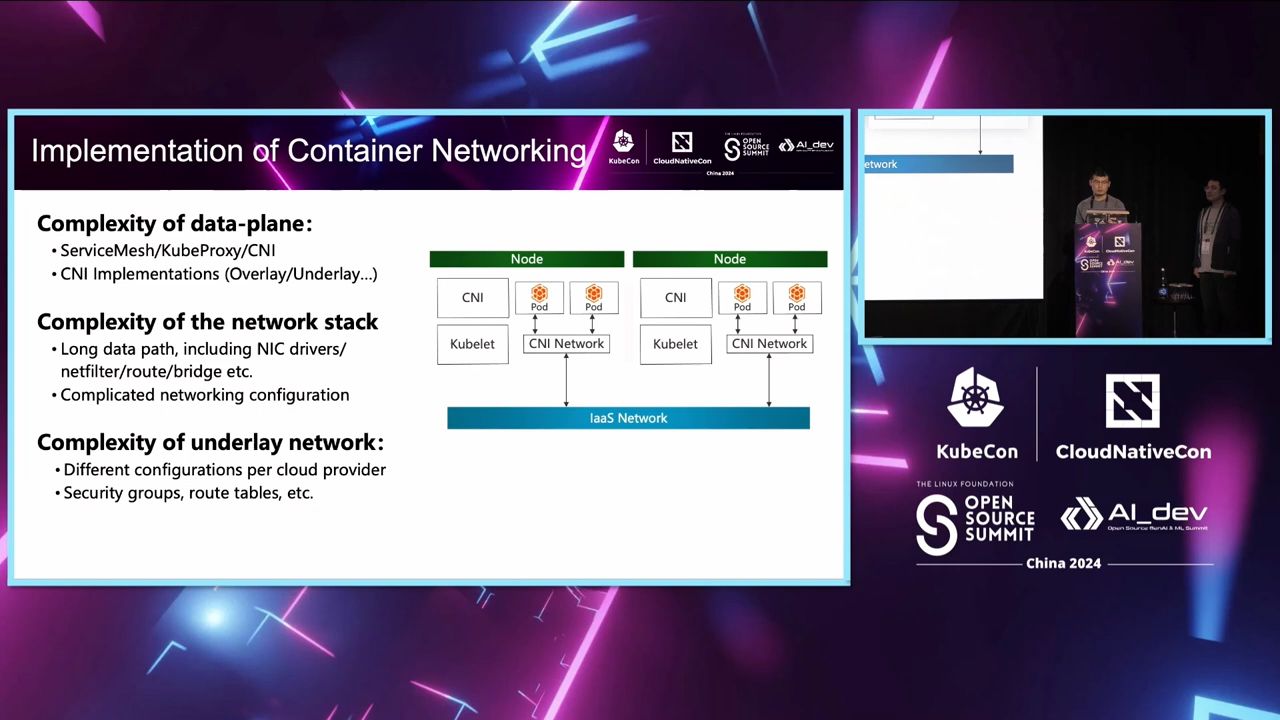 Implementation of Container Networking
KubeCon
CloudNativeCon
THE LINUX FOUNDATION
OPEN
SOURCE
SUMMIT
AI_dev
China 2024
Complexity of data-plane:
• ServiceMesh/KubeProxy/CNI
• CNI Implementations (Overlay/Underlay...)
Complexity of the network stack
• Long data path, including NIC drivers/
netfilter/route/bridge etc.
• Complicated networking configuration
Complexity of underlay network:
• Different configurations per cloud provider
• Security groups, route tables, etc.
Node
Node
CNI
Pod
Pod
CNI
Pod
Pod
Kubelet
CNI Network
Kubelet
CNI Network
IaaS Network
etwork
KubeCon
CloudNativeCon
THE LINUX FOUNDATION
OPEN
SOURCE
SUMMIT
AI_dev
Open Source GenAI & ML Summit
China 2024